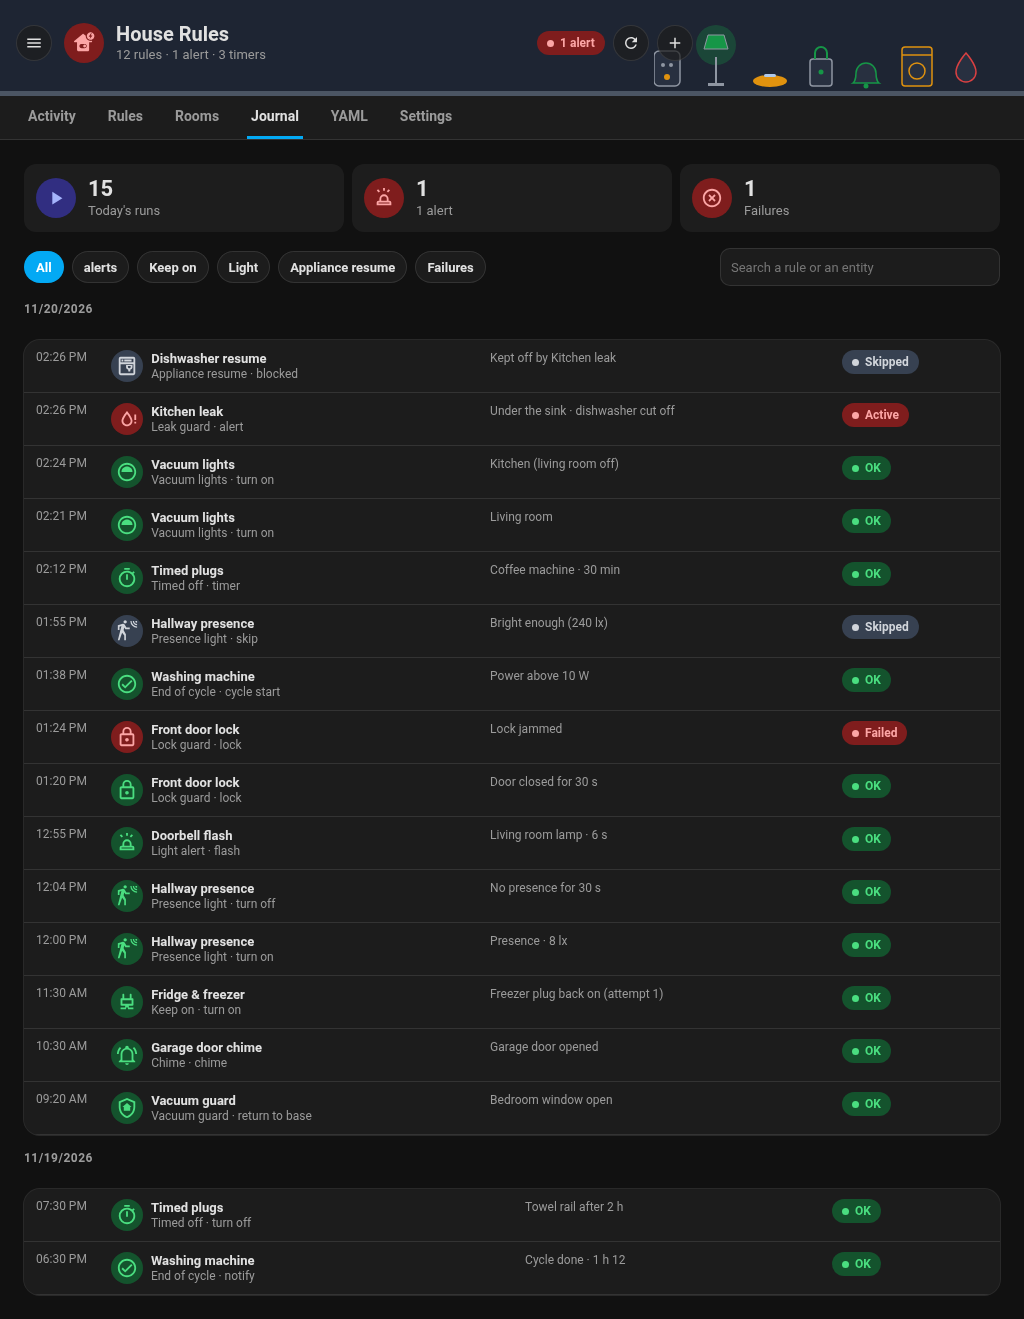 House Rules
12 rules · 1 alert · 3 timers
1 alert
Activity
Rules
Rooms
Journal
YAML
Settings
15
Today's runs
1
1 alert
1
Failures
All
alerts
Keep on
Light
Appliance resume
Failures
Search a rule or an entity
11/20/2026
02:26 PM
Dishwasher resume
Appliance resume · blocked
Kept off by Kitchen leak
Skipped
02:26 PM
Kitchen leak
Leak guard · alert
Under the sink · dishwasher cut off
Active
02:24 PM
Vacuum lights
Vacuum lights · turn on
Kitchen (living room off)
OK
02:21 PM
Vacuum lights
Vacuum lights · turn on
Living room
OK
02:12 PM
Timed plugs
Timed off · timer
Coffee machine · 30 min
OK
01:55 PM
Hallway presence
Presence light · skip
Bright enough (240 lx)
Skipped
01:38 PM
Washing machine
End of cycle · cycle start
Power above 10 W
OK
01:24 PM
Front door lock
Lock guard · lock
Lock jammed
Failed
01:20 PM
Front door lock
Lock guard · lock
Door closed for 30 s
OK
12:55 PM
Doorbell flash
Light alert · flash
Living room lamp · 6 s
OK
12:04 PM
Hallway presence
Presence light · turn off
No presence for 30 s
OK
12:00 PM
Hallway presence
Presence light · turn on
Presence · 8 lx
OK
11:30 AM
Fridge & freezer
Keep on · turn on
Freezer plug back on (attempt 1)
OK
10:30 AM
Garage door chime
Chime · chime
Garage door opened
OK
09:20 AM
Vacuum guard
Vacuum guard · return to base
Bedroom window open
OK
11/19/2026
07:30 PM
Timed plugs
Timed off · turn off
Towel rail after 2 h
OK
06:30 PM
Washing machine
End of cycle · notify
Cycle done · 1 h 12
OK